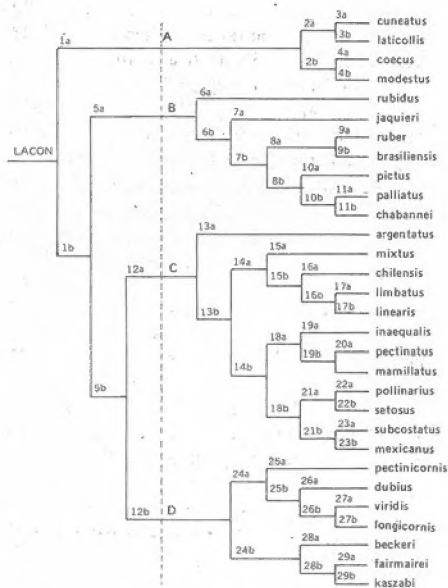 3a cuneatus
2a
1a A 3b laticollis
4a coecus
2b
4b modestus
6a rubidus
5a B
7a jaquieri
6b 9a ruber
8a
7b 9b brasiliensis
LACON 10a pictus
8b 11a palliatus
10b
11b chabannei
13a argentatus
15a mixtus
1b 14a
12a C 15b 16a chilensis
16b 17a limbatus
13b 17b linearis
19a inaequalis
18a
19b 20a pectinatus
14b mamillatus
21a 22a pollinarius
5b 18b 22b setosus
21b 23a subcostatus
23b mexicanus
25a pectinicornis
24a
25b 26a dubius
26b 27a viridis
12b D 27b longicornis
28a beckeri
24b
28b 29a fairmairei
29b kaszabi